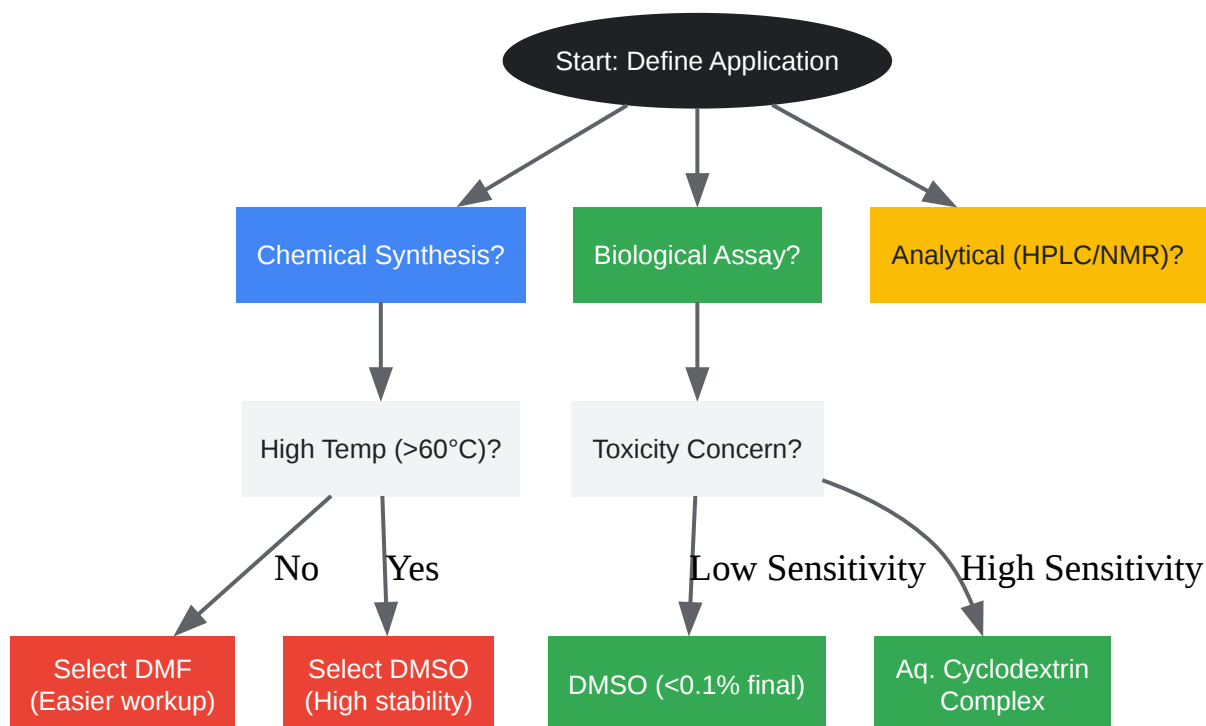 Start: Define Application
Chemical Synthesis?
Biological Assay?
Analytical (HPLC/NMR)?
High Temp (>60°C)?
Toxicity Concern?
No
Yes
Low Sensitivity
High Sensitivity
Select DMF
(Easier workup)
Select DMSO
(High stability)
DMSO (<0.1% final)
Aq. Cyclodextrin
Complex